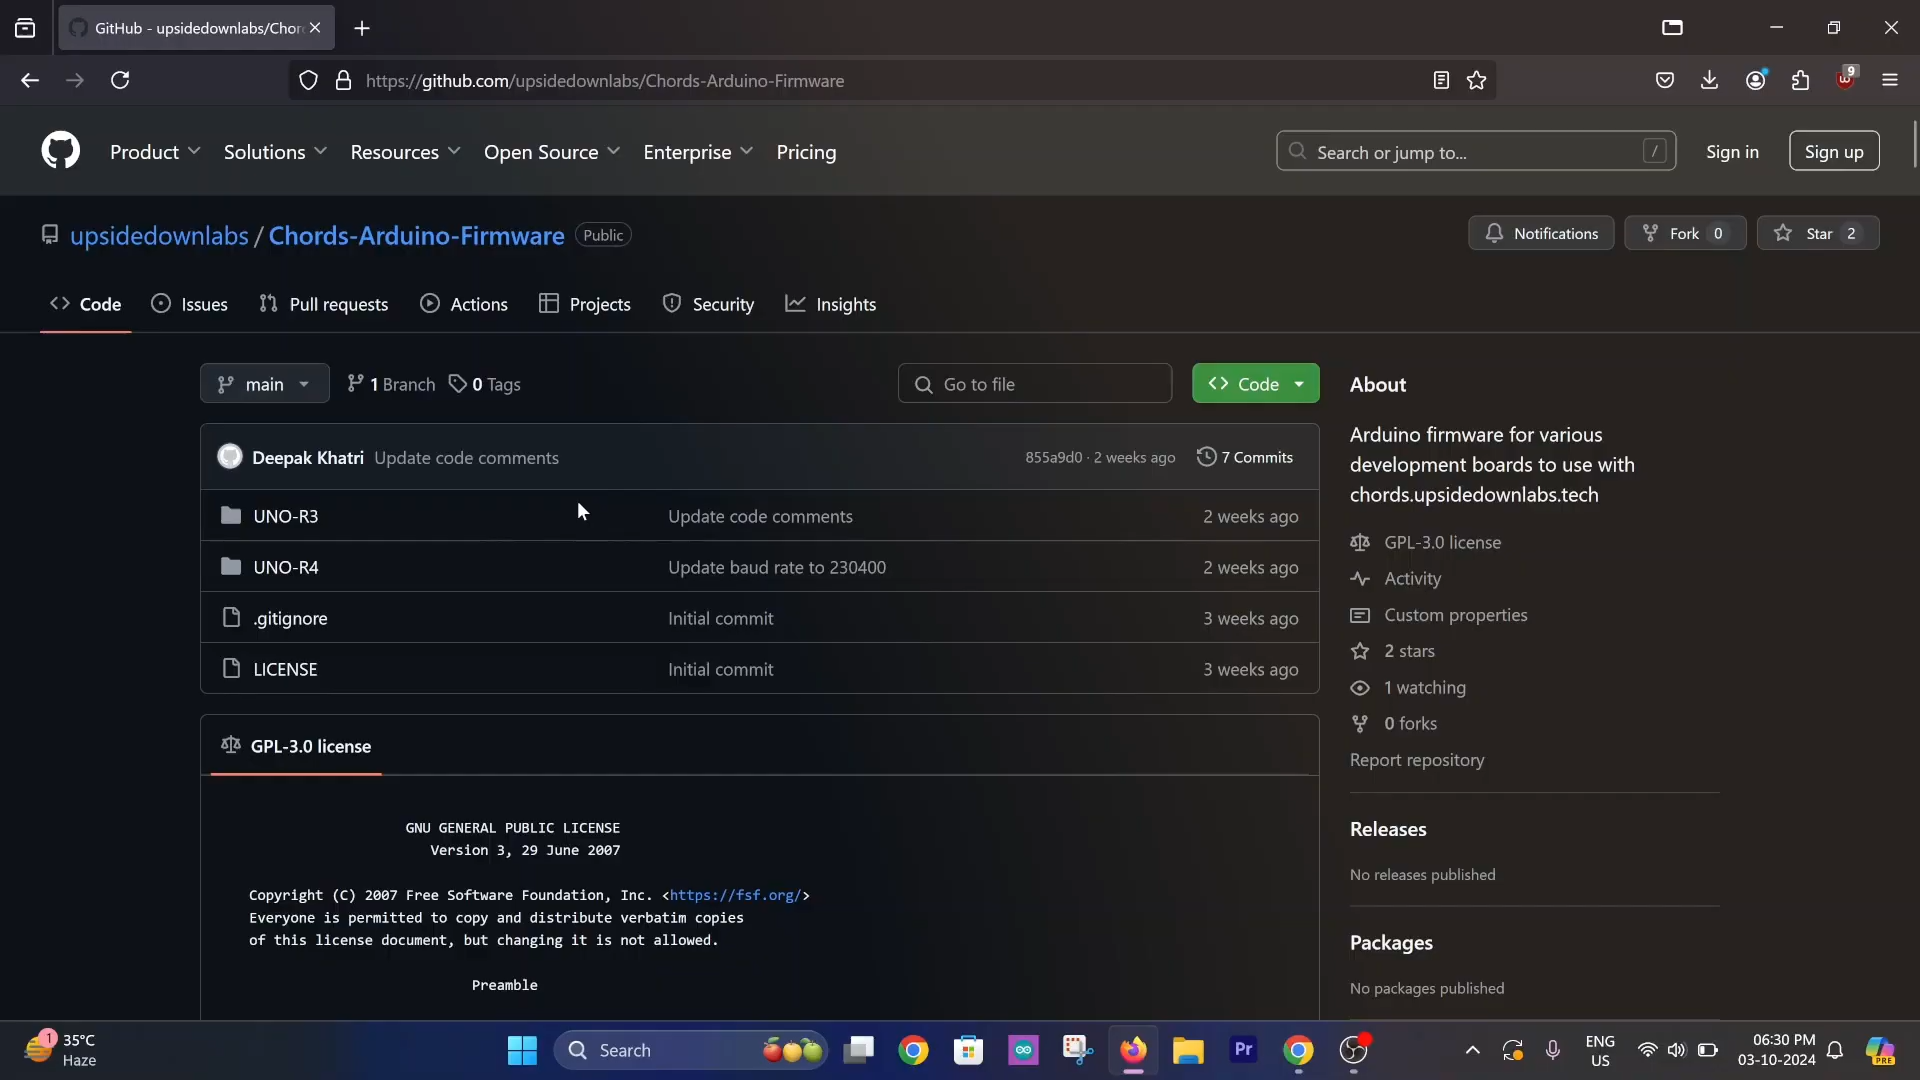 GitHub - upsidedownlabs/Chor
https://github.com/upsidedownlabs/Chords-Arduino-Firmware
9
Product
Solutions
Resources
Open Source
Enterprise
Pricing
Search or jump to...
/
Sign in
Sign up
upsidedownlabs / Chords-Arduino-Firmware
Public
Notifications
Fork 0
Star 2
Code
Issues
Pull requests
Actions
Projects
Security
Insights
main
1 Branch
0 Tags
Go to file
Code
Deepak Khatri Update code comments
855a9d0 · 2 weeks ago
7 Commits
UNO-R3 Update code comments 2 weeks ago
UNO-R4 Update baud rate to 230400 2 weeks ago
.gitignore Initial commit 3 weeks ago
LICENSE Initial commit 3 weeks ago
GPL-3.0 license
GNU GENERAL PUBLIC LICENSE
Version 3, 29 June 2007
Copyright (C) 2007 Free Software Foundation, Inc. <https://fsf.org/>
Everyone is permitted to copy and distribute verbatim copies
of this license document, but changing it is not allowed.
Preamble
About
Arduino firmware for various
development boards to use with
chords.upsidedownlabs.tech
GPL-3.0 license
Activity
Custom properties
2 stars
1 watching
0 forks
Report repository
Releases
No releases published
Packages
No packages published
1
35°C
Haze
Search
Pr
ENG
US
06:30 PM
03-10-2024
PRE